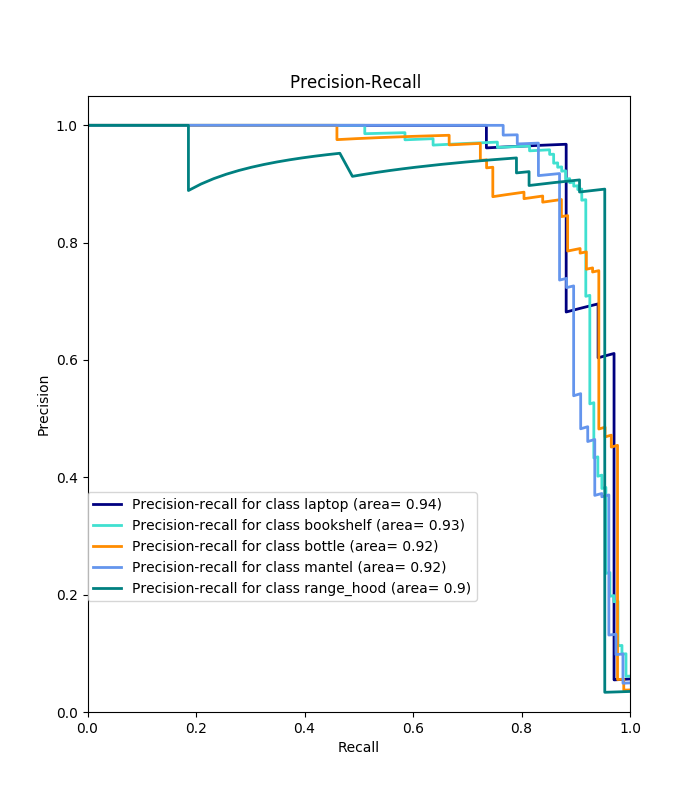 Precision-Recall
1.0
0.8
0.6
0.4
0.2
0.0
Precision
Precision-recall for class laptop (area= 0.94)
Precision-recall for class bookshelf (area= 0.93)
Precision-recall for class bottle (area= 0.92)
Precision-recall for class mantel (area= 0.92)
Precision-recall for class range_hood (area= 0.9)
0.0 0.2 0.4 0.6 0.8 1.0
Recall